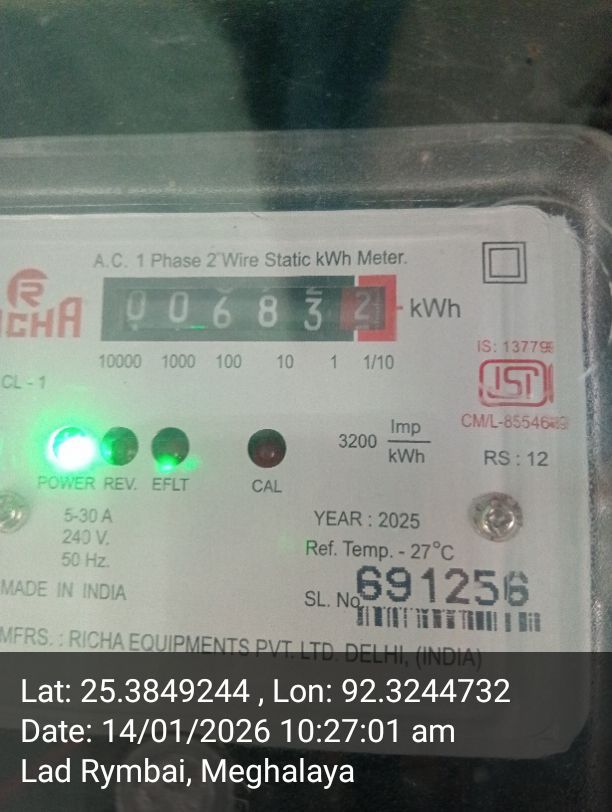 A.C. 1 Phase 2 Wire Static kWh Meter.
RICHA
0 0 6 8 3 2 kWh
10000 1000 100 10 1 1/10
IS: 13779
CL - 1
ISI
CM/L-85546
3200 Imp/kWh
RS : 12
POWER REV. EFLT CAL
5-30 A
240 V.
50 Hz.
YEAR : 2025
Ref. Temp. - 27°C
MADE IN INDIA
SL. No 691256
MFRS. : RICHA EQUIPMENTS PVT. LTD. DELHI, (INDIA)
Lat: 25.3849244 , Lon: 92.3244732
Date: 14/01/2026 10:27:01 am
Lad Rymbai, Meghalaya